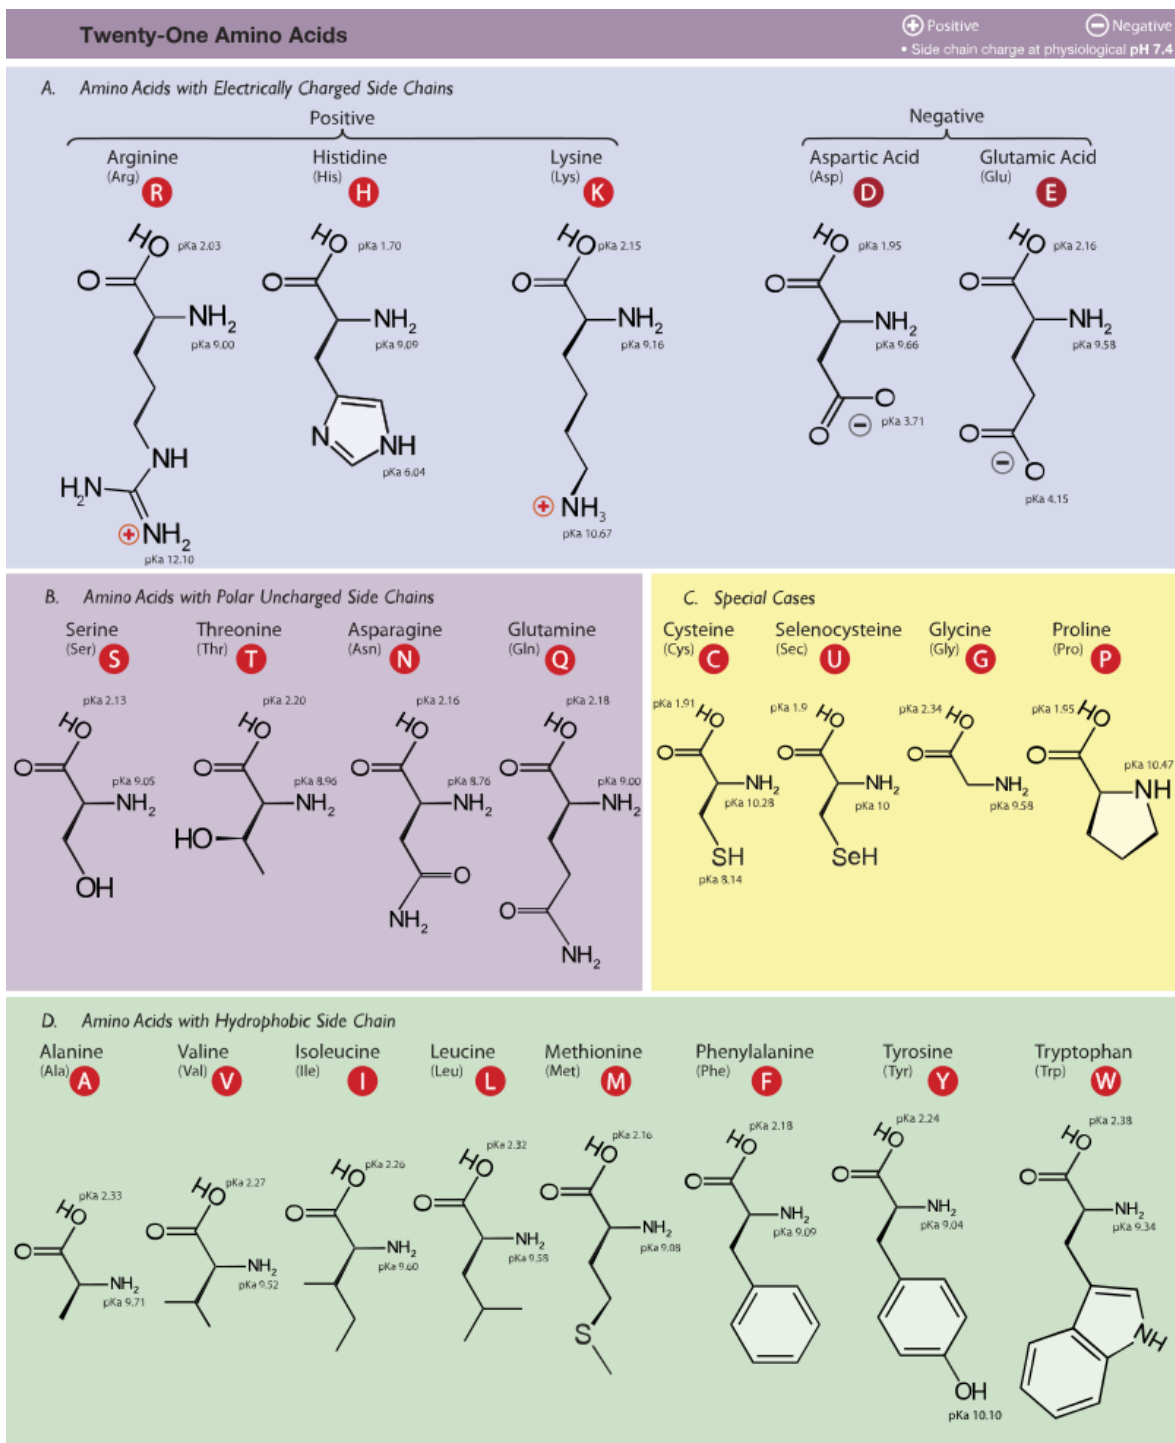 Twenty-One Amino Acids
+ Positive
− Negative
• Side chain charge at physiological pH 7.4
A. Amino Acids with Electrically Charged Side Chains
Positive
Negative
Arginine
(Arg) R
Histidine
(His) H
Lysine
(Lys) K
Aspartic Acid
(Asp) D
Glutamic Acid
(Glu) E
HO pKa 2.03
O
NH2
pKa 9.00
NH
H2N
+ NH2
pKa 12.10
HO pKa 1.70
O
NH2
pKa 9.09
N
NH
pKa 6.04
HO pKa 2.15
O
NH2
pKa 9.16
+ NH3
pKa 10.67
HO pKa 1.95
O
NH2
pKa 9.66
O
− pKa 3.71
O
HO pKa 2.16
O
NH2
pKa 9.58
O
− O
pKa 4.15
B. Amino Acids with Polar Uncharged Side Chains
Serine
(Ser) S
Threonine
(Thr) T
Asparagine
(Asn) N
Glutamine
(Gln) Q
pKa 2.13
HO
O
pKa 9.05
NH2
OH
pKa 2.20
HO
O
pKa 8.96
NH2
HO
pKa 2.16
HO
O
pKa 8.76
NH2
O
NH2
pKa 2.18
HO
O
pKa 9.00
NH2
O
NH2
C. Special Cases
Cysteine
(Cys) C
Selenocysteine
(Sec) U
Glycine
(Gly) G
Proline
(Pro) P
pKa 1.91 HO
O
NH2
pKa 10.28
SH
pKa 8.14
pKa 1.9 HO
O
NH2
pKa 10
SeH
pKa 2.34 HO
O
NH2
pKa 9.58
pKa 1.95 HO
O
pKa 10.47
NH
D. Amino Acids with Hydrophobic Side Chain
Alanine
(Ala) A
Valine
(Val) V
Isoleucine
(Ile) I
Leucine
(Leu) L
Methionine
(Met) M
Phenylalanine
(Phe) F
Tyrosine
(Tyr) Y
Tryptophan
(Trp) W
pKa 2.33
HO
O
NH2
pKa 9.71
pKa 2.27
HO
O
NH2
pKa 9.52
pKa 2.26
HO
O
NH2
pKa 9.60
pKa 2.32
HO
O
NH2
pKa 9.58
pKa 2.16
HO
O
NH2
pKa 9.08
S
pKa 2.18
HO
O
NH2
pKa 9.09
pKa 2.24
HO
O
NH2
pKa 9.04
OH
pKa 10.10
pKa 2.38
HO
O
NH2
pKa 9.34
NH